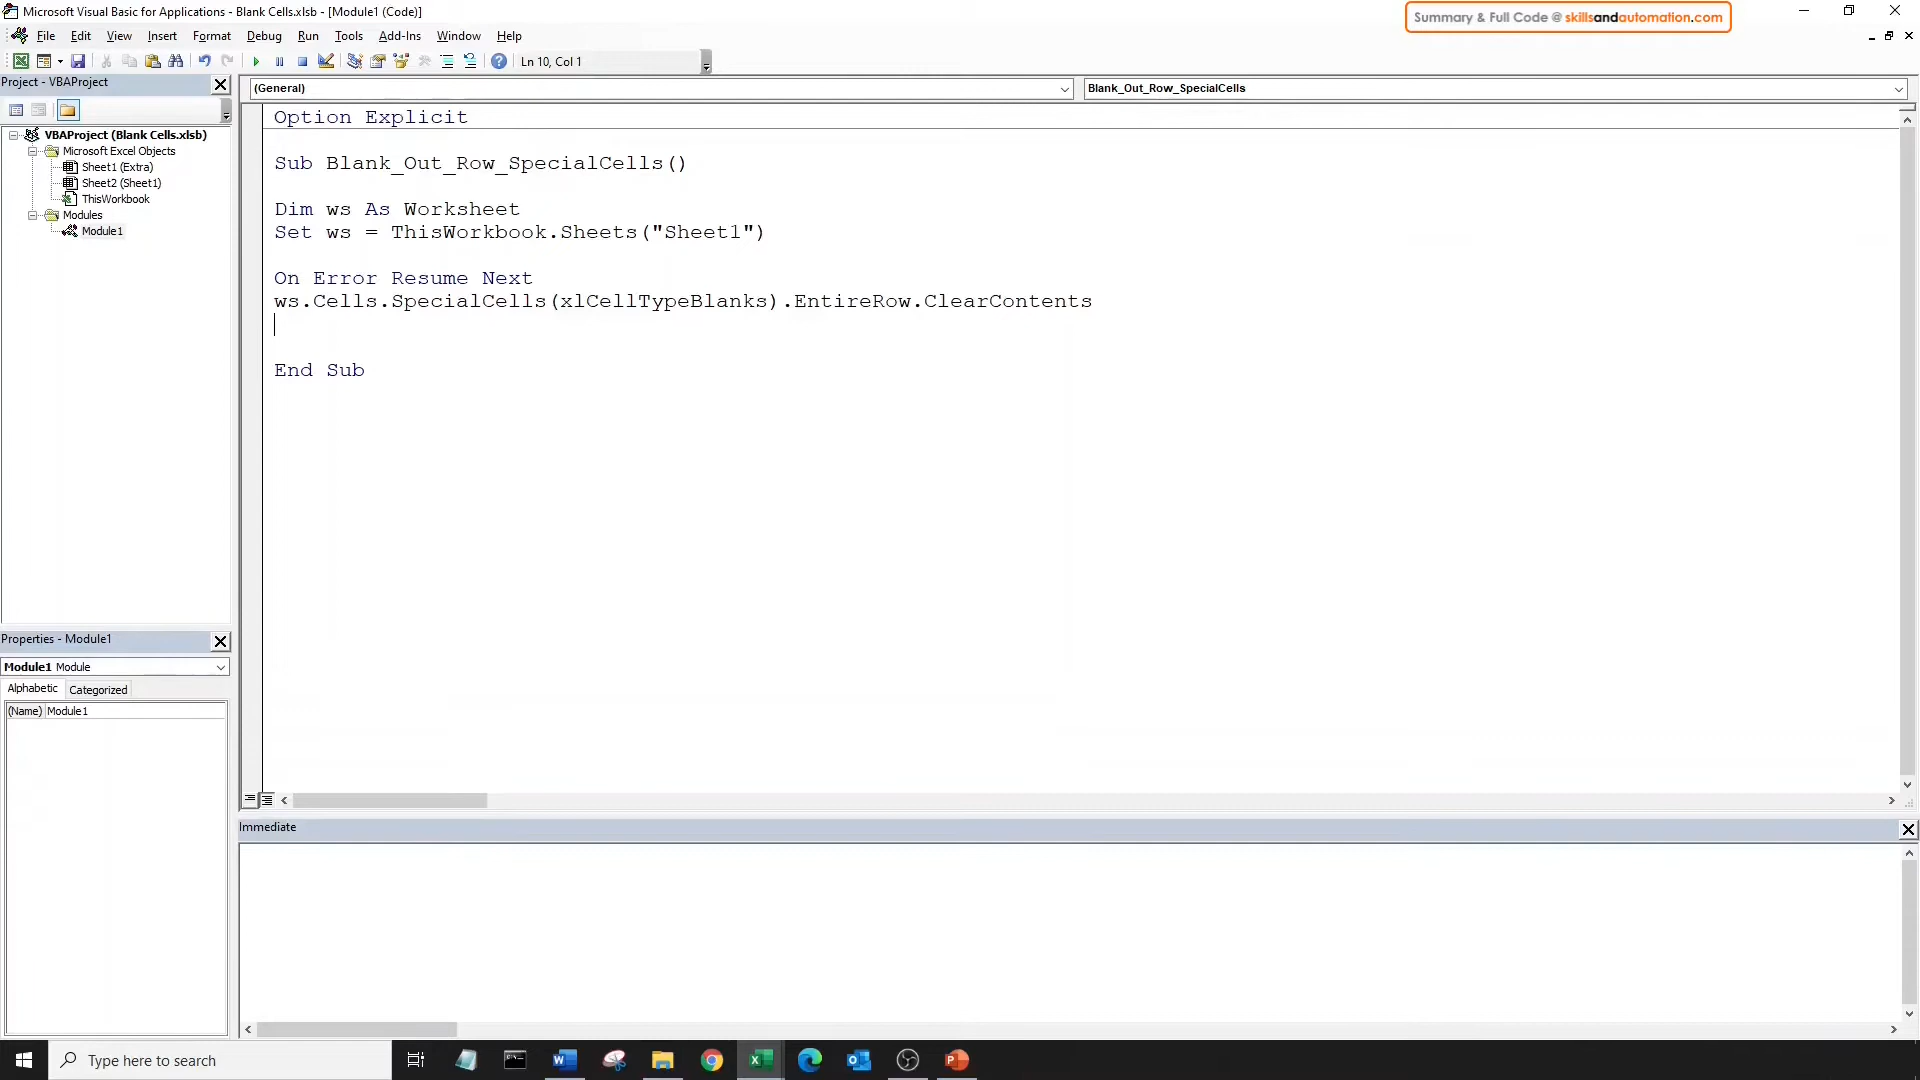 Microsoft Visual Basic for Applications - Blank Cells.xlsb - [Module1 (Code)]
Summary & Full Code @ skillsandautomation.com
File Edit View Insert Format Debug Run Tools Add-Ins Window Help
Ln 10, Col 1
Project - VBAProject
(General)
Blank_Out_Row_SpecialCells
VBAProject (Blank Cells.xlsb)
Microsoft Excel Objects
Sheet1 (Extra)
Sheet2 (Sheet1)
ThisWorkbook
Modules
Module1
Option Explicit
Sub Blank_Out_Row_SpecialCells()
Dim ws As Worksheet
Set ws = ThisWorkbook.Sheets("Sheet1")
On Error Resume Next
ws.Cells.SpecialCells(xlCellTypeBlanks).EntireRow.ClearContents
End Sub
Properties - Module1
Module1 Module
Alphabetic Categorized
(Name) Module1
Immediate
Type here to search